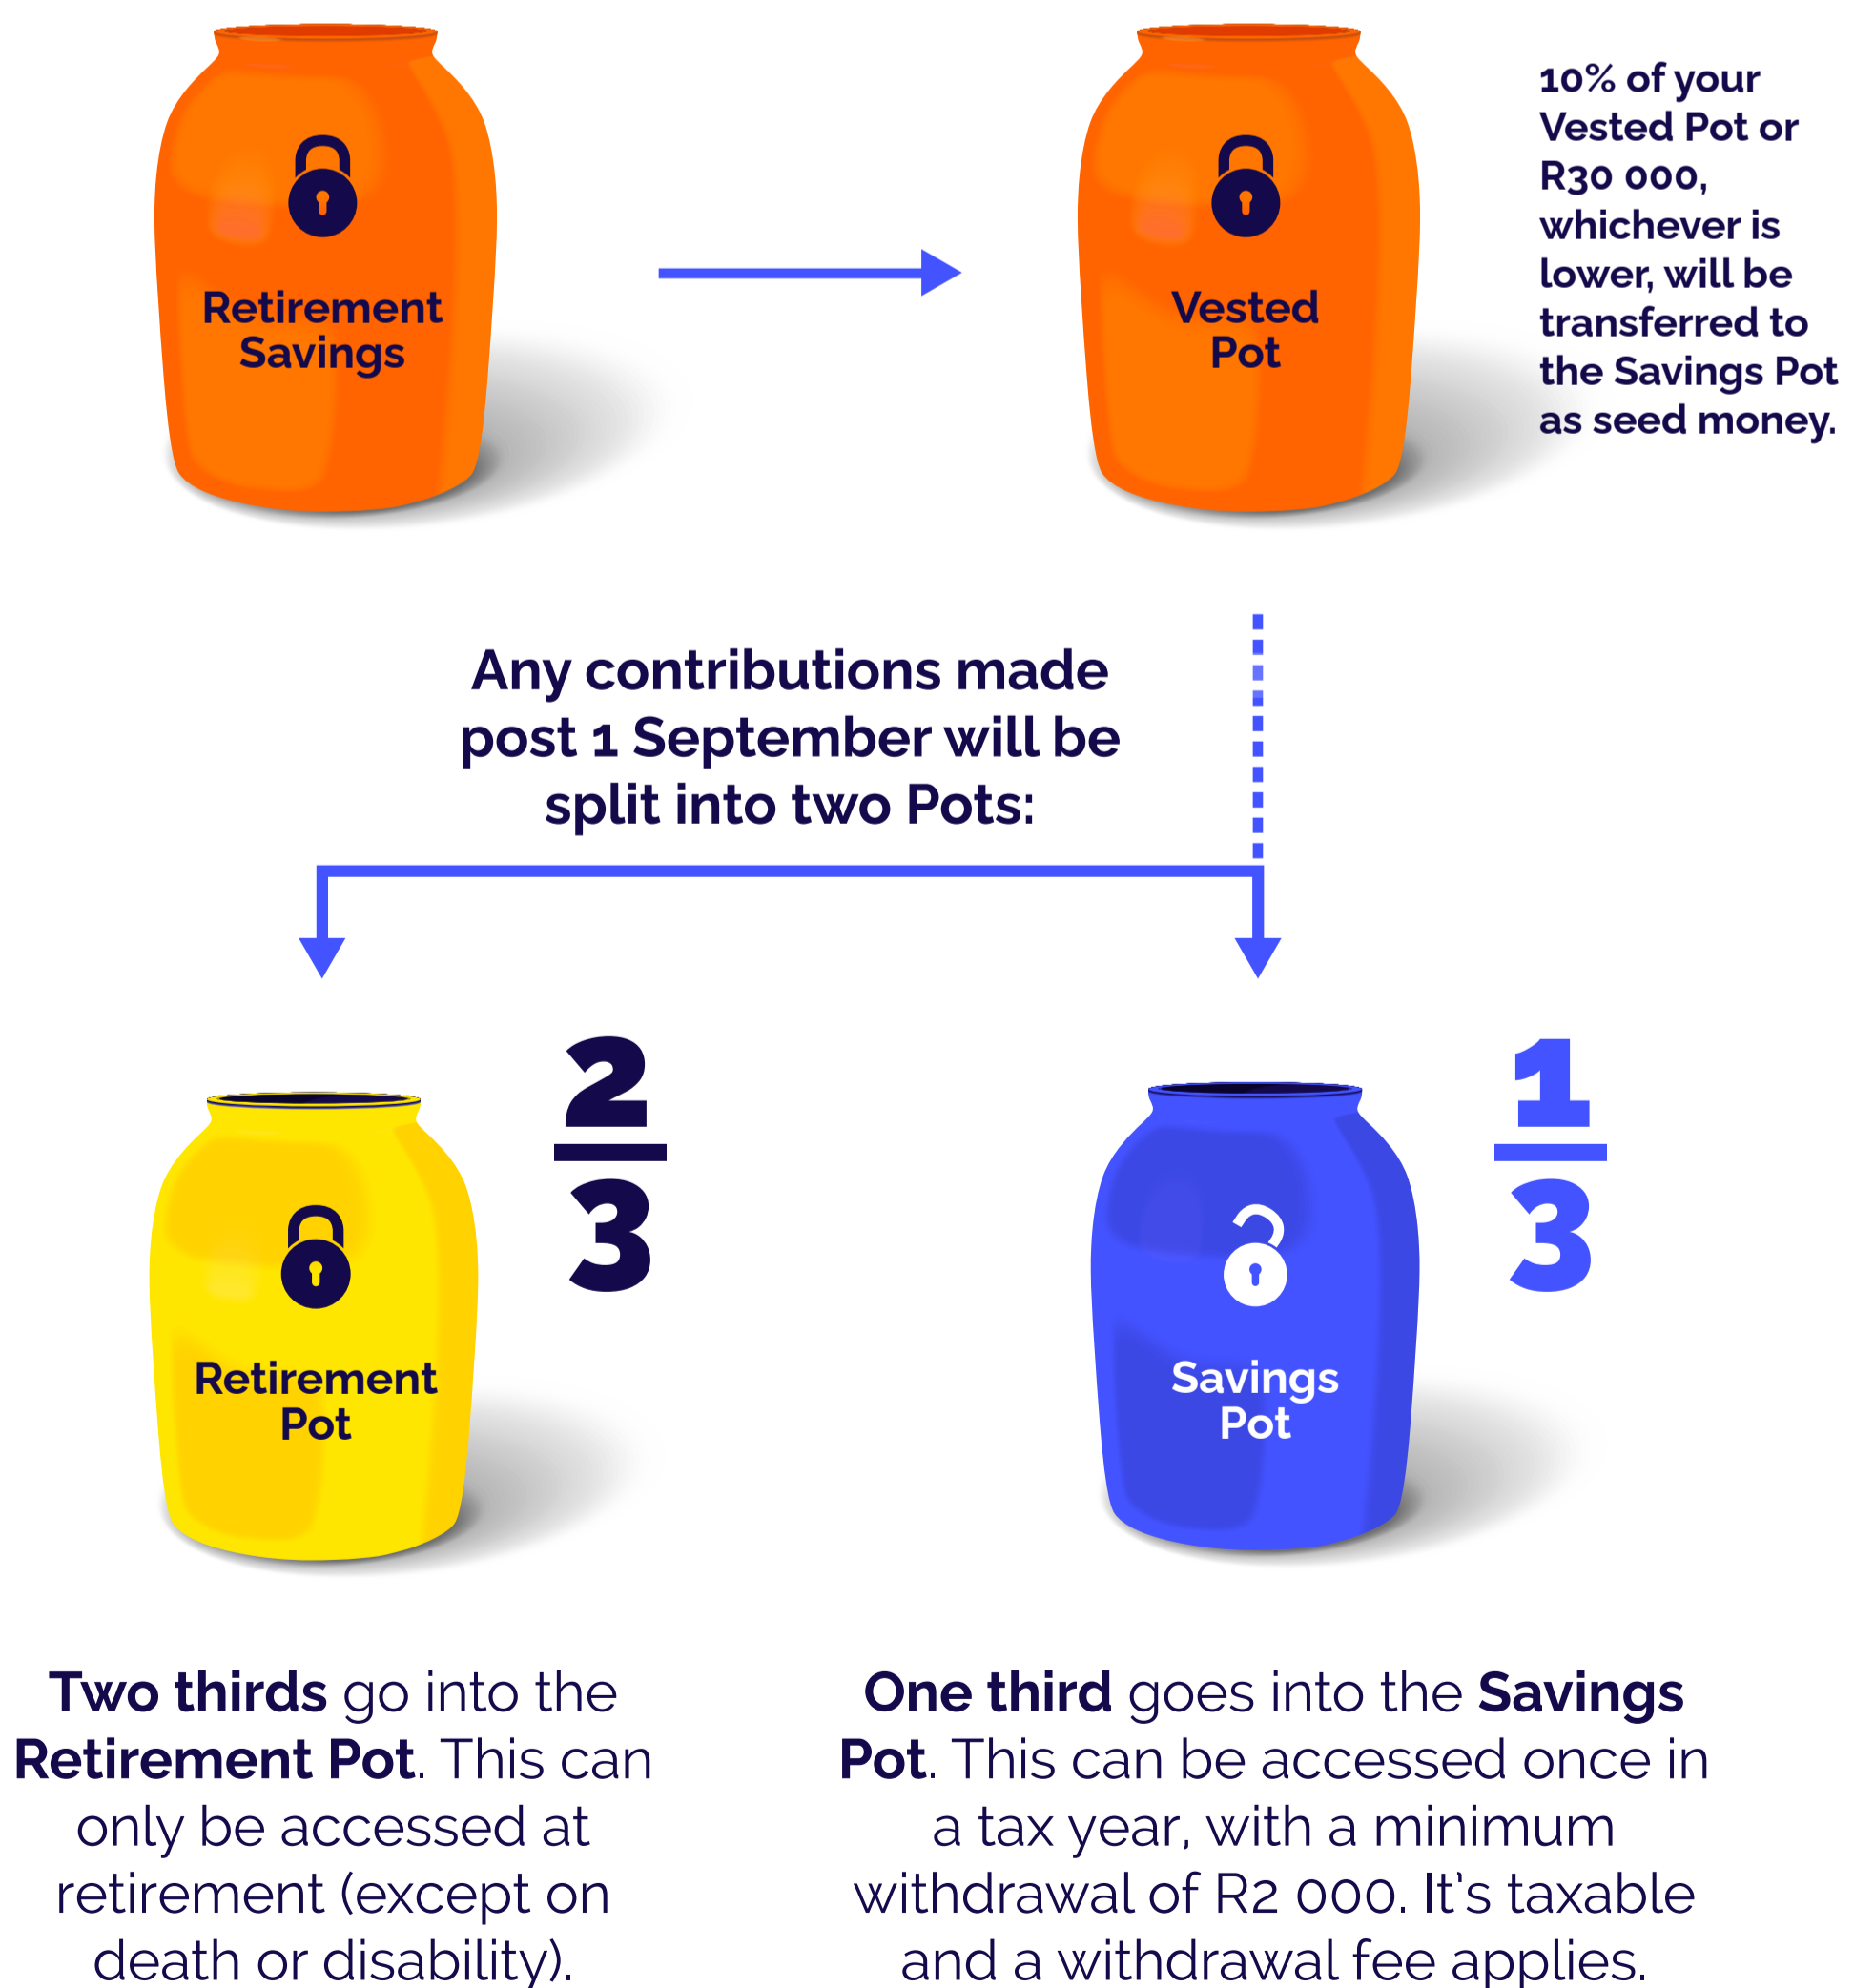 Retirement
Savings
Vested
Pot
10% of your
Vested Pot or
R30 000,
whichever is
lower, will be
transferred to
the Savings Pot
as seed money.
Any contributions made
post 1 September will be
split into two Pots:
2
3
Retirement
Pot
1
3
Savings
Pot
Two thirds go into the
Retirement Pot. This can
only be accessed at
retirement (except on
death or disability).
One third goes into the Savings
Pot. This can be accessed once in
a tax year, with a minimum
withdrawal of R2 000. It's taxable
and a withdrawal fee applies.